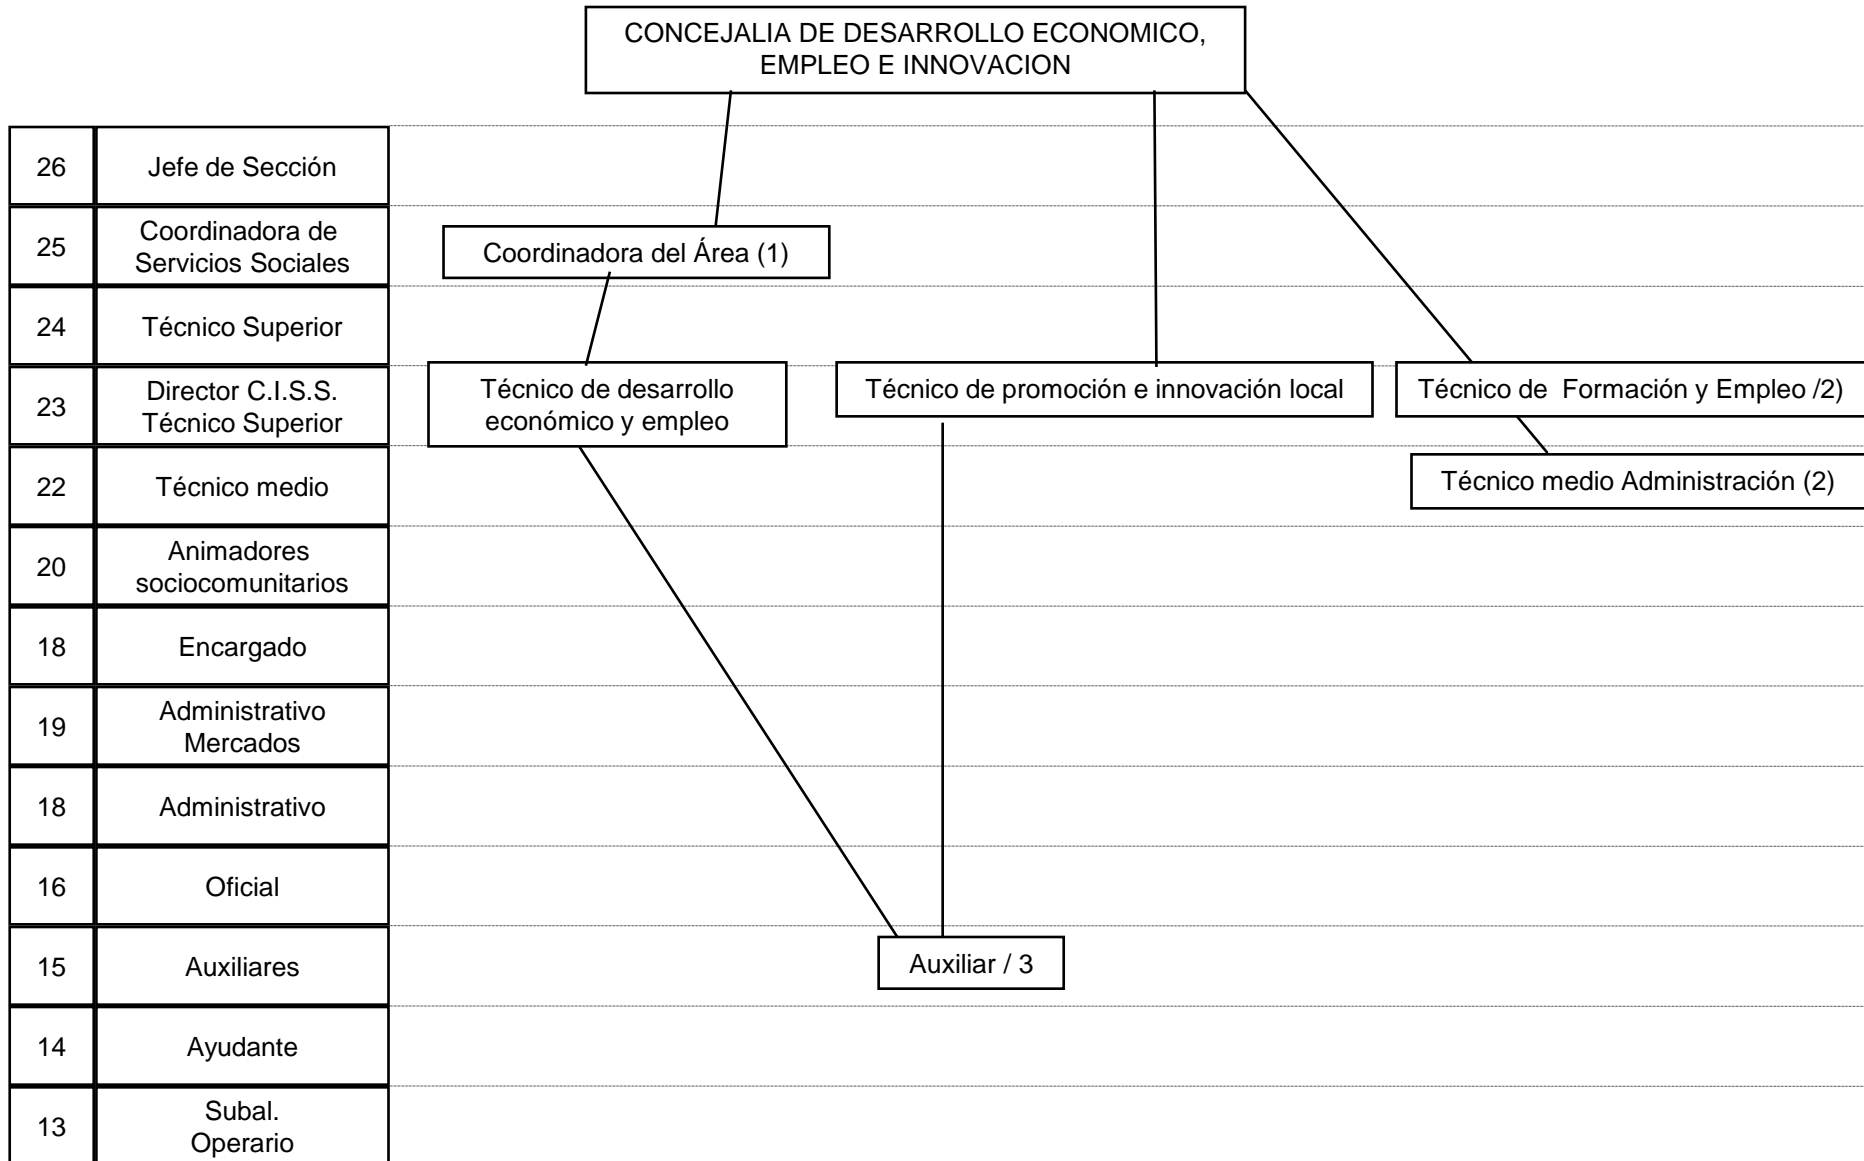 CONCEJALIA DE DESARROLLO ECONOMICO,
EMPLEO E INNOVACION
26
Jefe de Sección
25
Coordinadora de
Servicios Sociales
Coordinadora del Área (1)
24
Técnico Superior
23
Director C.I.S.S.
Técnico Superior
Técnico de desarrollo
económico y empleo
Técnico de promoción e innovación local
Técnico de Formación y Empleo /2)
22
Técnico medio
Técnico medio Administración (2)
20
Animadores
sociocomunitarios
18
Encargado
19
Administrativo
Mercados
18
Administrativo
16
Oficial
15
Auxiliares
Auxiliar / 3
14
Ayudante
13
Subal.
Operario